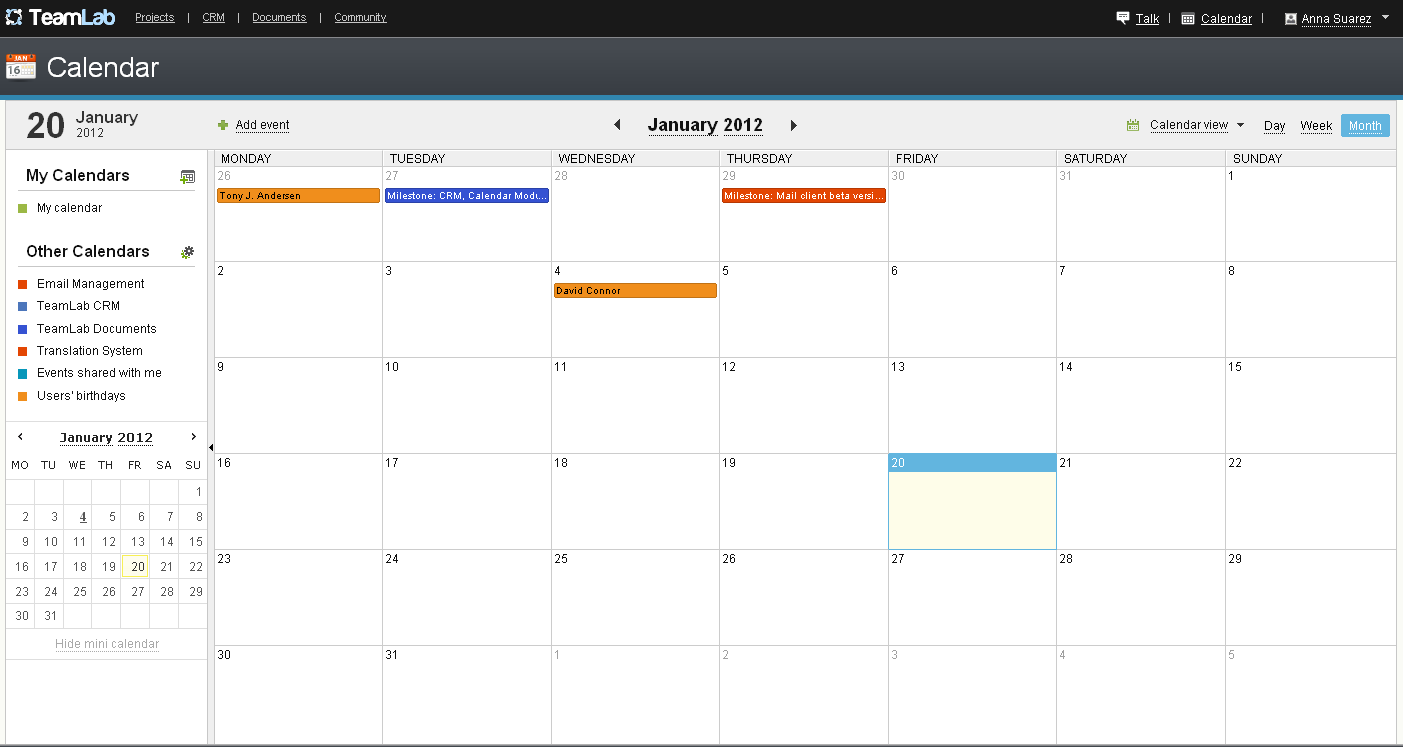 TeamLab Projects | CRM | Documents | Community Talk | Calendar | Anna Suarez
JAN
16
Calendar
20 January
2012
Add event
January 2012
Calendar view Day Week Month
My Calendars
My calendar
Other Calendars
Email Management
TeamLab CRM
TeamLab Documents
Translation System
Events shared with me
Users' birthdays
January 2012
MO TU WE TH FR SA SU
1
2 3 4 5 6 7 8
9 10 11 12 13 14 15
16 17 18 19 20 21 22
23 24 25 26 27 28 29
30 31
Hide mini calendar
MONDAY TUESDAY WEDNESDAY THURSDAY FRIDAY SATURDAY SUNDAY
26 27 28 29 30 31 1
Tony J. Andersen Milestone: CRM, Calendar Modu... Milestone: Mail client beta versi...
2 3 4 5 6 7 8
David Connor
9 10 11 12 13 14 15
16 17 18 19 20 21 22
23 24 25 26 27 28 29
30 31 1 2 3 4 5